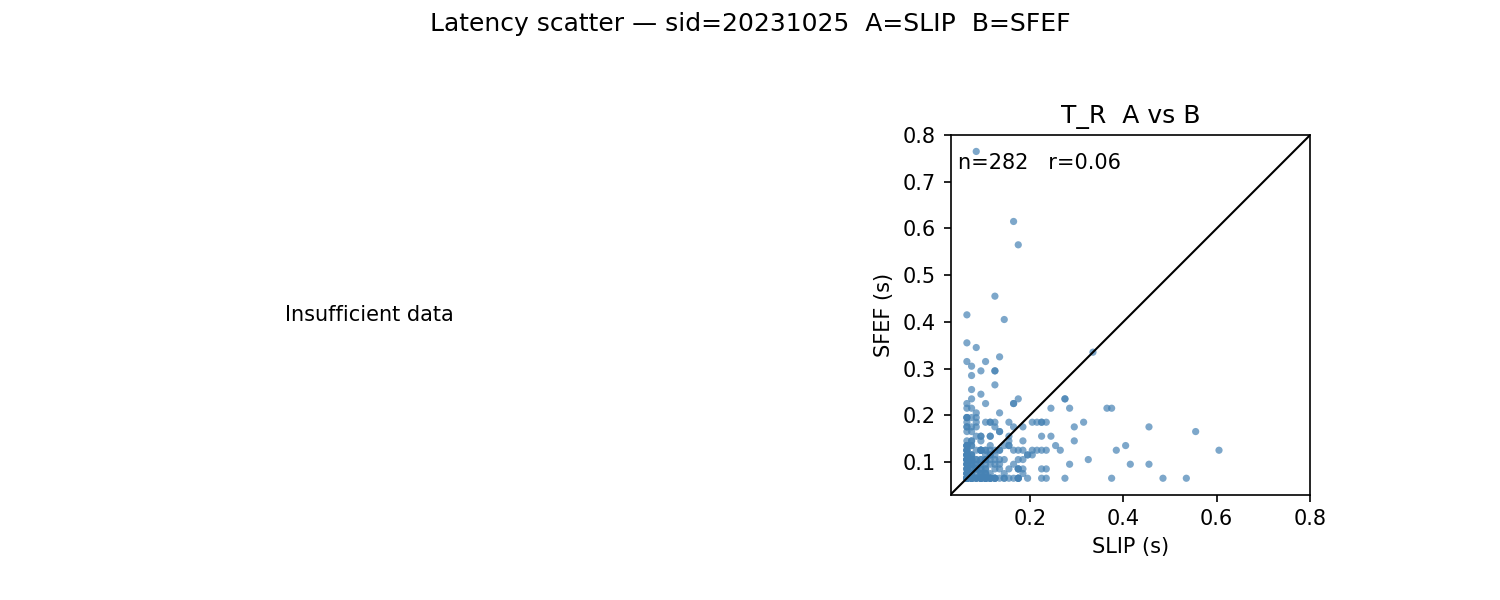 Latency scatter — sid=20231025  A=SLIP  B=SFEF
Insufficient data
T_R  A vs B
n=282   r=0.06
0.8
0.7
0.6
0.5
0.4
0.3
0.2
0.1
SFEF (s)
0.2 0.4 0.6 0.8
SLIP (s)